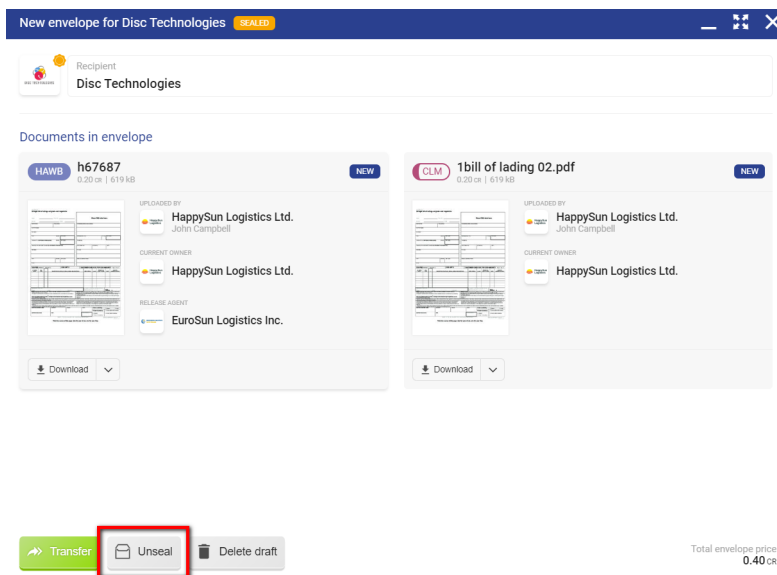 New envelope for Disc Technologies SEALED
Recipient
Disc Technologies
Documents in envelope
HAWB h67687 NEW
0.20 CR | 619 kB
UPLOADED BY
HappySun Logistics Ltd.
John Campbell
CURRENT OWNER
HappySun Logistics Ltd.
RELEASE AGENT
EuroSun Logistics Inc.
Download
CLM 1bill of lading 02.pdf NEW
0.20 CR | 619 kB
UPLOADED BY
HappySun Logistics Ltd.
John Campbell
CURRENT OWNER
HappySun Logistics Ltd.
Download
Transfer Unseal Delete draft
Total envelope price
0.40 CR